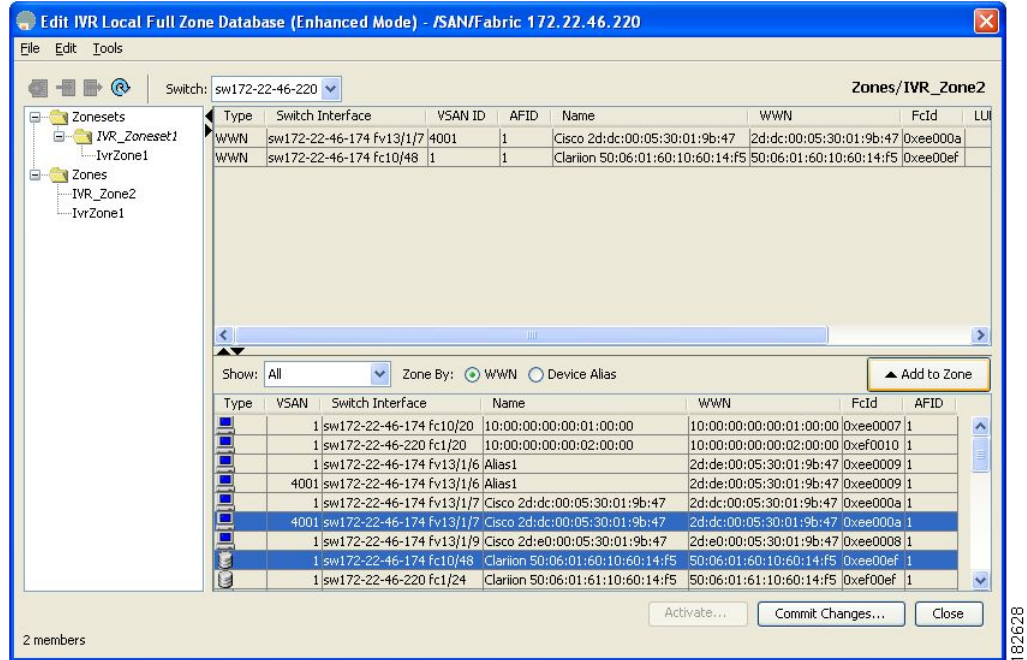 Edit IVR Local Full Zone Database (Enhanced Mode) - /SAN/Fabric 172.22.46.220
File Edit Tools
Switch: sw172-22-46-220 Zones/IVR_Zone2
Zonesets
IVR_Zoneset1
IvrZone1
Zones
IVR_Zone2
IvrZone1
Type Switch Interface VSAN ID AFID Name WWN FcId LU
WWN sw172-22-46-174 fv13/1/7 4001 1 Cisco 2d:dc:00:05:30:01:9b:47 2d:dc:00:05:30:01:9b:47 0xee000a
WWN sw172-22-46-174 fc10/48 1 1 Clariion 50:06:01:60:10:60:14:f5 50:06:01:60:10:60:14:f5 0xee00ef
Show: All Zone By: WWN Device Alias Add to Zone
Type VSAN Switch Interface Name WWN FcId AFID
1 sw172-22-46-174 fc10/20 10:00:00:00:00:01:00:00 10:00:00:00:00:01:00:00 0xee0007 1
1 sw172-22-46-220 fc1/20 10:00:00:00:00:02:00:00 10:00:00:00:00:02:00:00 0xef0010 1
1 sw172-22-46-174 fv13/1/6 Alias1 2d:de:00:05:30:01:9b:47 0xee0009 1
4001 sw172-22-46-174 fv13/1/6 Alias1 2d:de:00:05:30:01:9b:47 0xee0009 1
1 sw172-22-46-174 fv13/1/7 Cisco 2d:dc:00:05:30:01:9b:47 2d:dc:00:05:30:01:9b:47 0xee000a 1
4001 sw172-22-46-174 fv13/1/7 Cisco 2d:dc:00:05:30:01:9b:47 2d:dc:00:05:30:01:9b:47 0xee000a 1
1 sw172-22-46-174 fv13/1/9 Cisco 2d:e0:00:05:30:01:9b:47 2d:e0:00:05:30:01:9b:47 0xee0008 1
1 sw172-22-46-174 fc10/48 Clariion 50:06:01:60:10:60:14:f5 50:06:01:60:10:60:14:f5 0xee00ef 1
1 sw172-22-46-220 fc1/24 Clariion 50:06:01:61:10:60:14:f5 50:06:01:61:10:60:14:f5 0xef00ef 1
Activate... Commit Changes... Close
2 members
182628